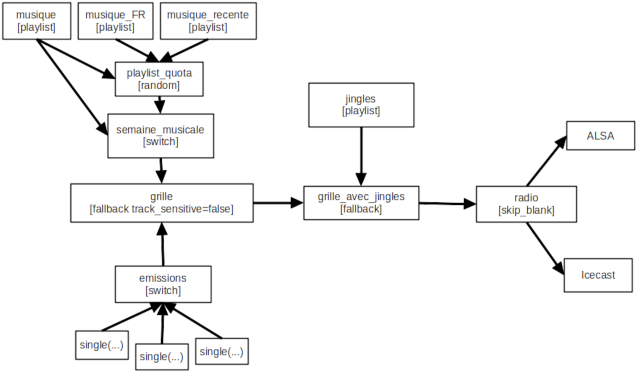 musique
[playlist]
musique_FR
[playlist]
musique_recente
[playlist]
playlist_quota
[random]
jingles
[playlist]
semaine_musicale
[switch]
ALSA
grille
[fallback track_sensitive=false]
grille_avec_jingles
[fallback]
radio
[skip_blank]
Icecast
emissions
[switch]
single(...)
single(...)
single(...)